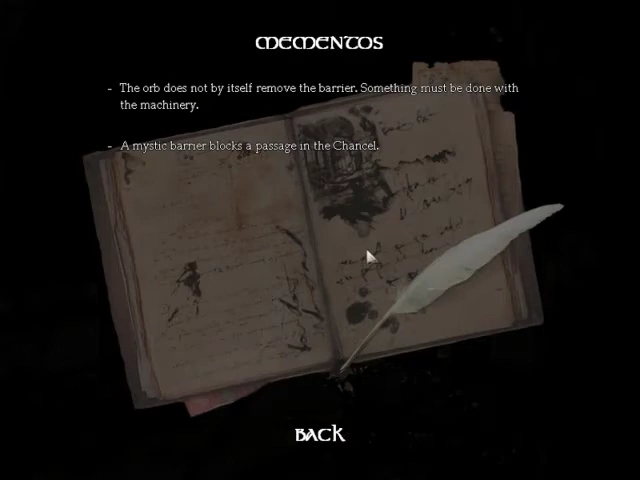 MEMENTOS
- The orb does not by itself remove the barrier. Something must be done with
the machinery.
- A mystic barrier blocks a passage in the Chancel.
BACK